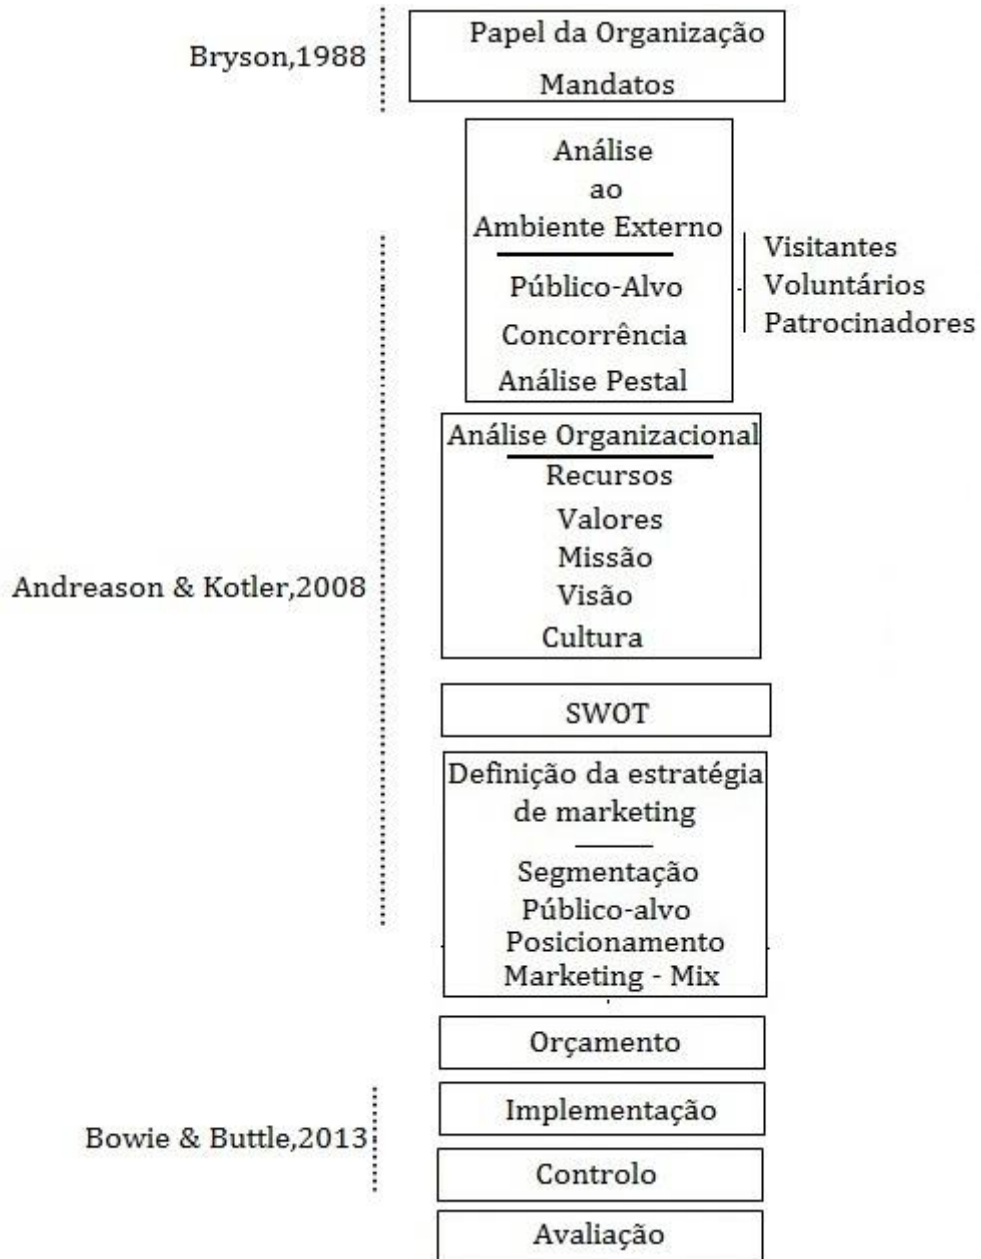 Bryson,1988
Papel da Organização
Mandatos
Análise
ao
Ambiente Externo
Público-Alvo
Concorrência
Análise Pestal
Visitantes
Voluntários
Patrocinadores
Andreason & Kotler,2008
Análise Organizacional
Recursos
Valores
Missão
Visão
Cultura
SWOT
Definição da estratégia
de marketing
Segmentação
Público-alvo
Posicionamento
Marketing - Mix
Orçamento
Bowie & Buttle,2013
Implementação
Controlo
Avaliação